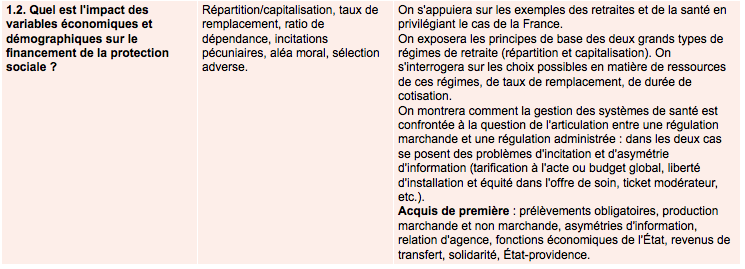 1.2. Quel est l'impact des
variables économiques et
démographiques sur le
financement de la protection
sociale ?
Répartition/capitalisation, taux de
remplacement, ratio de
dépendance, incitations
pécuniaires, aléa moral, sélection
adverse.
On s'appuiera sur les exemples des retraites et de la santé en
privilégiant le cas de la France.
On exposera les principes de base des deux grands types de
régimes de retraite (répartition et capitalisation). On
s'interrogera sur les choix possibles en matière de ressources
de ces régimes, de taux de remplacement, de durée de
cotisation.
On montrera comment la gestion des systèmes de santé est
confrontée à la question de l'articulation entre une régulation
marchande et une régulation administrée : dans les deux cas
se posent des problèmes d'incitation et d'asymétrie
d'information (tarification à l'acte ou budget global, liberté
d'installation et équité dans l'offre de soin, ticket modérateur,
etc.).
Acquis de première : prélèvements obligatoires, production
marchande et non marchande, asymétries d'information,
relation d'agence, fonctions économiques de l'État, revenus de
transfert, solidarité, État-providence.